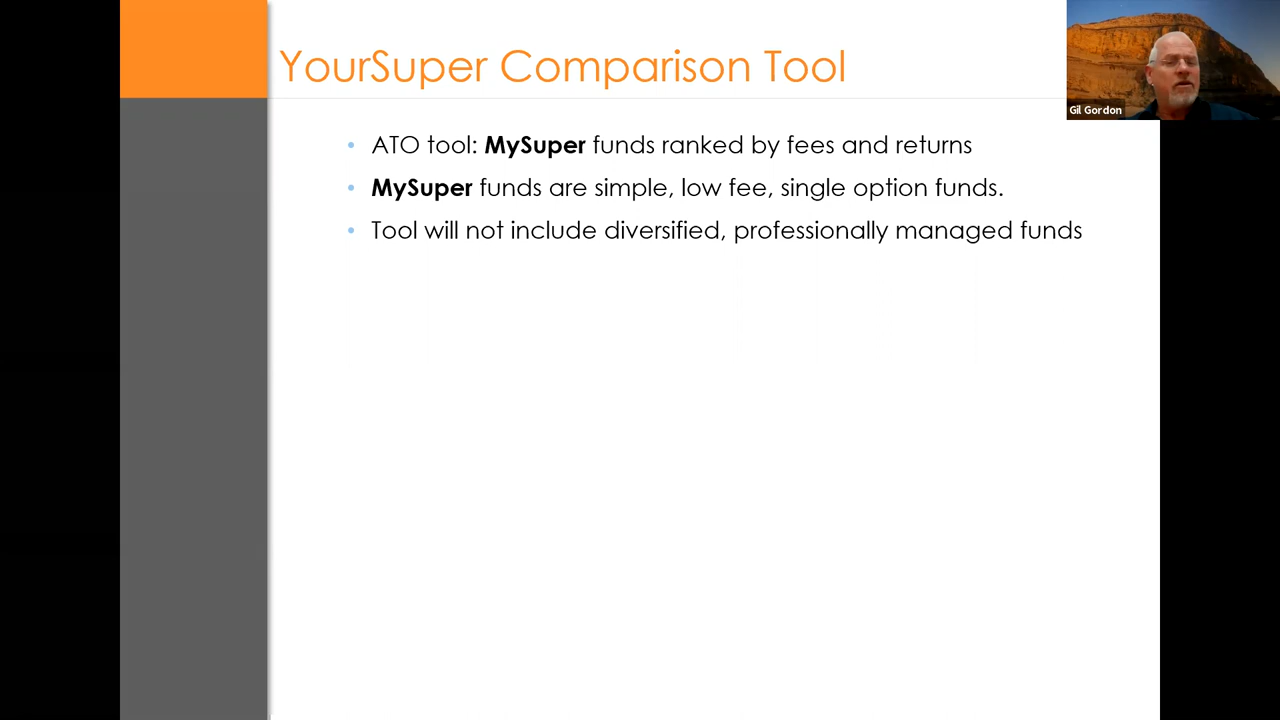 YourSuper Comparison Tool
Gil Gordon
• ATO tool: MySuper funds ranked by fees and returns
• MySuper funds are simple, low fee, single option funds.
• Tool will not include diversified, professionally managed funds